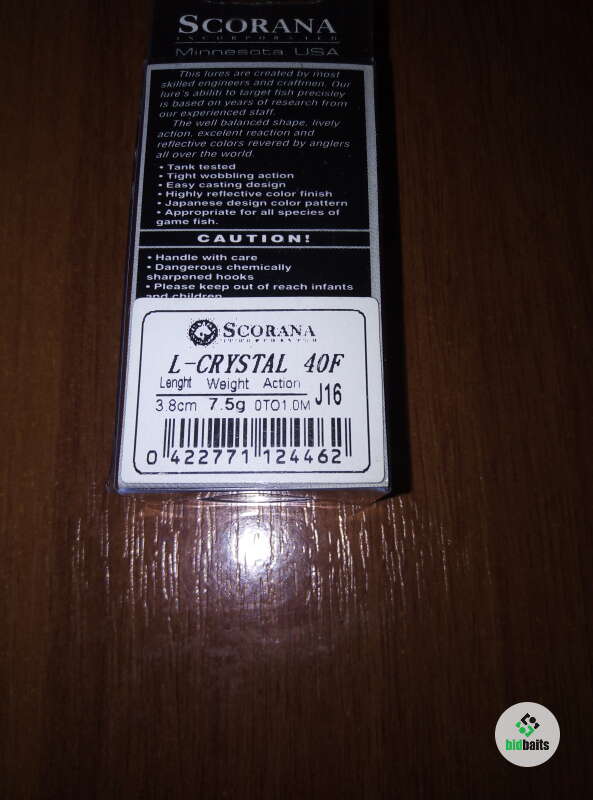 SCORANA
INCORPORATED
Minnesota, USA
This lures are created by most
skilled engineers and craftmen. Our
lure's abiliti to target fish precisley
is based on years of research from
our experienced staff.
The well balanced shape, lively
action, excelent reaction and
reflective colors revered by anglers
all over the world.
• Tank tested
• Tight wobbling action
• Easy casting design
• Highly reflective color finish
• Japanese design color pattern
• Appropriate for all species of
game fish.
CAUTION!
• Handle with care
• Dangerous chemically
sharpened hooks
• Please keep out of reach infants
and children
SCORANA
INCORPORATED
L-CRYSTAL 40F
Lenght Weight Action
3.8cm 7.5g 0TO1.0M J16
0 422771 124462
bidbaits